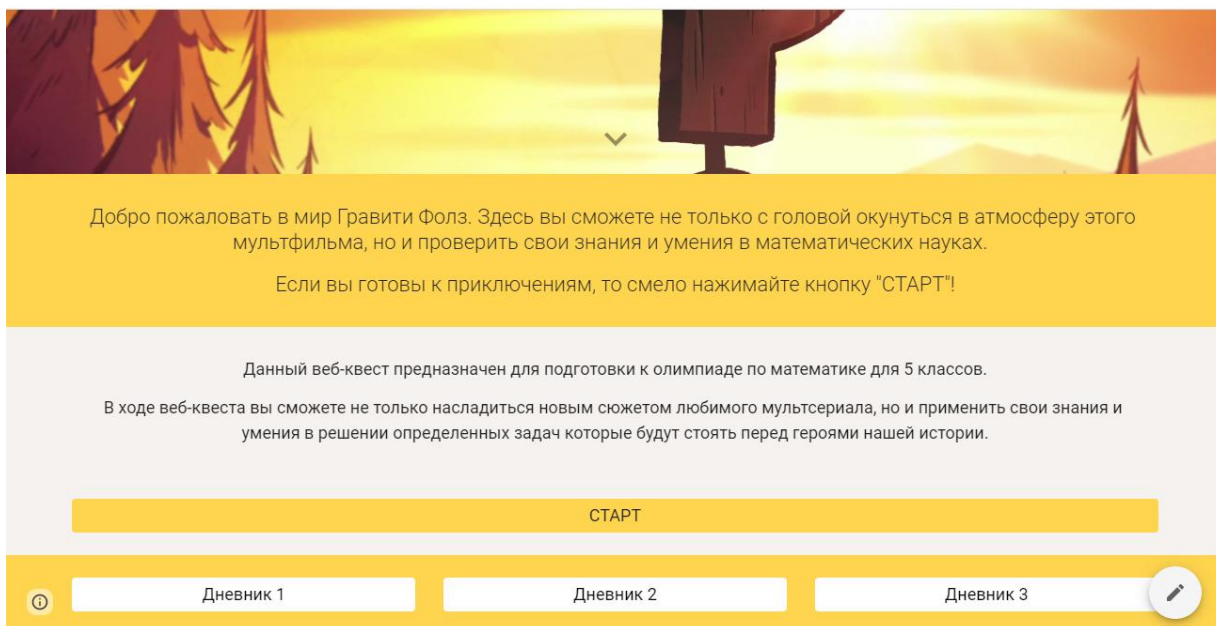 Добро пожаловать в мир Гравити Фолз. Здесь вы сможете не только с головой окунуться в атмосферу этого
мультфильма, но и проверить свои знания и умения в математических науках.
Если вы готовы к приключениям, то смело нажимайте кнопку "СТАРТ"!
Данный веб-квест предназначен для подготовки к олимпиаде по математике для 5 классов.
В ходе веб-квеста вы сможете не только насладиться новым сюжетом любимого мультсериала, но и применить свои знания и
умения в решении определенных задач которые будут стоять перед героями нашей истории.
СТАРТ
Дневник 1
Дневник 2
Дневник 3